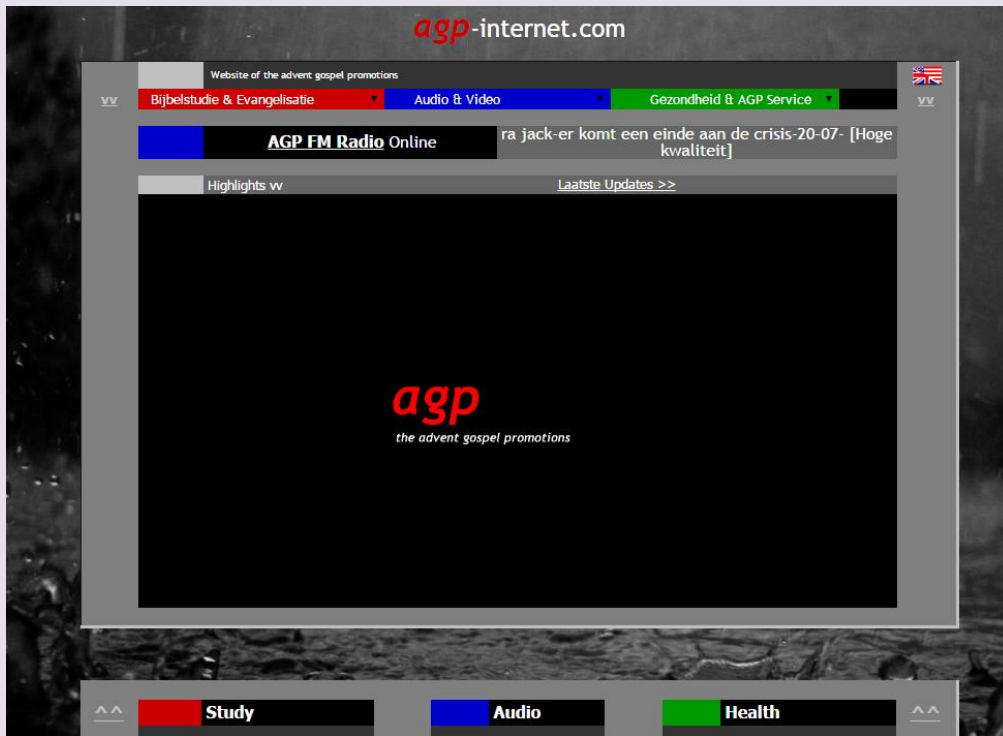 agp-internet.com
Website of the advent gospel promotions
vv
Bijbelstudie & Evangelisatie
Audio & Video
Gezondheid & AGP Service
vv
AGP FM Radio Online
ra jack-er komt een einde aan de crisis-20-07- [Hoge
kwaliteit]
Highlights vv
Laatste Updates >>
agp
the advent gospel promotions
^^
Study
Audio
Health
^^